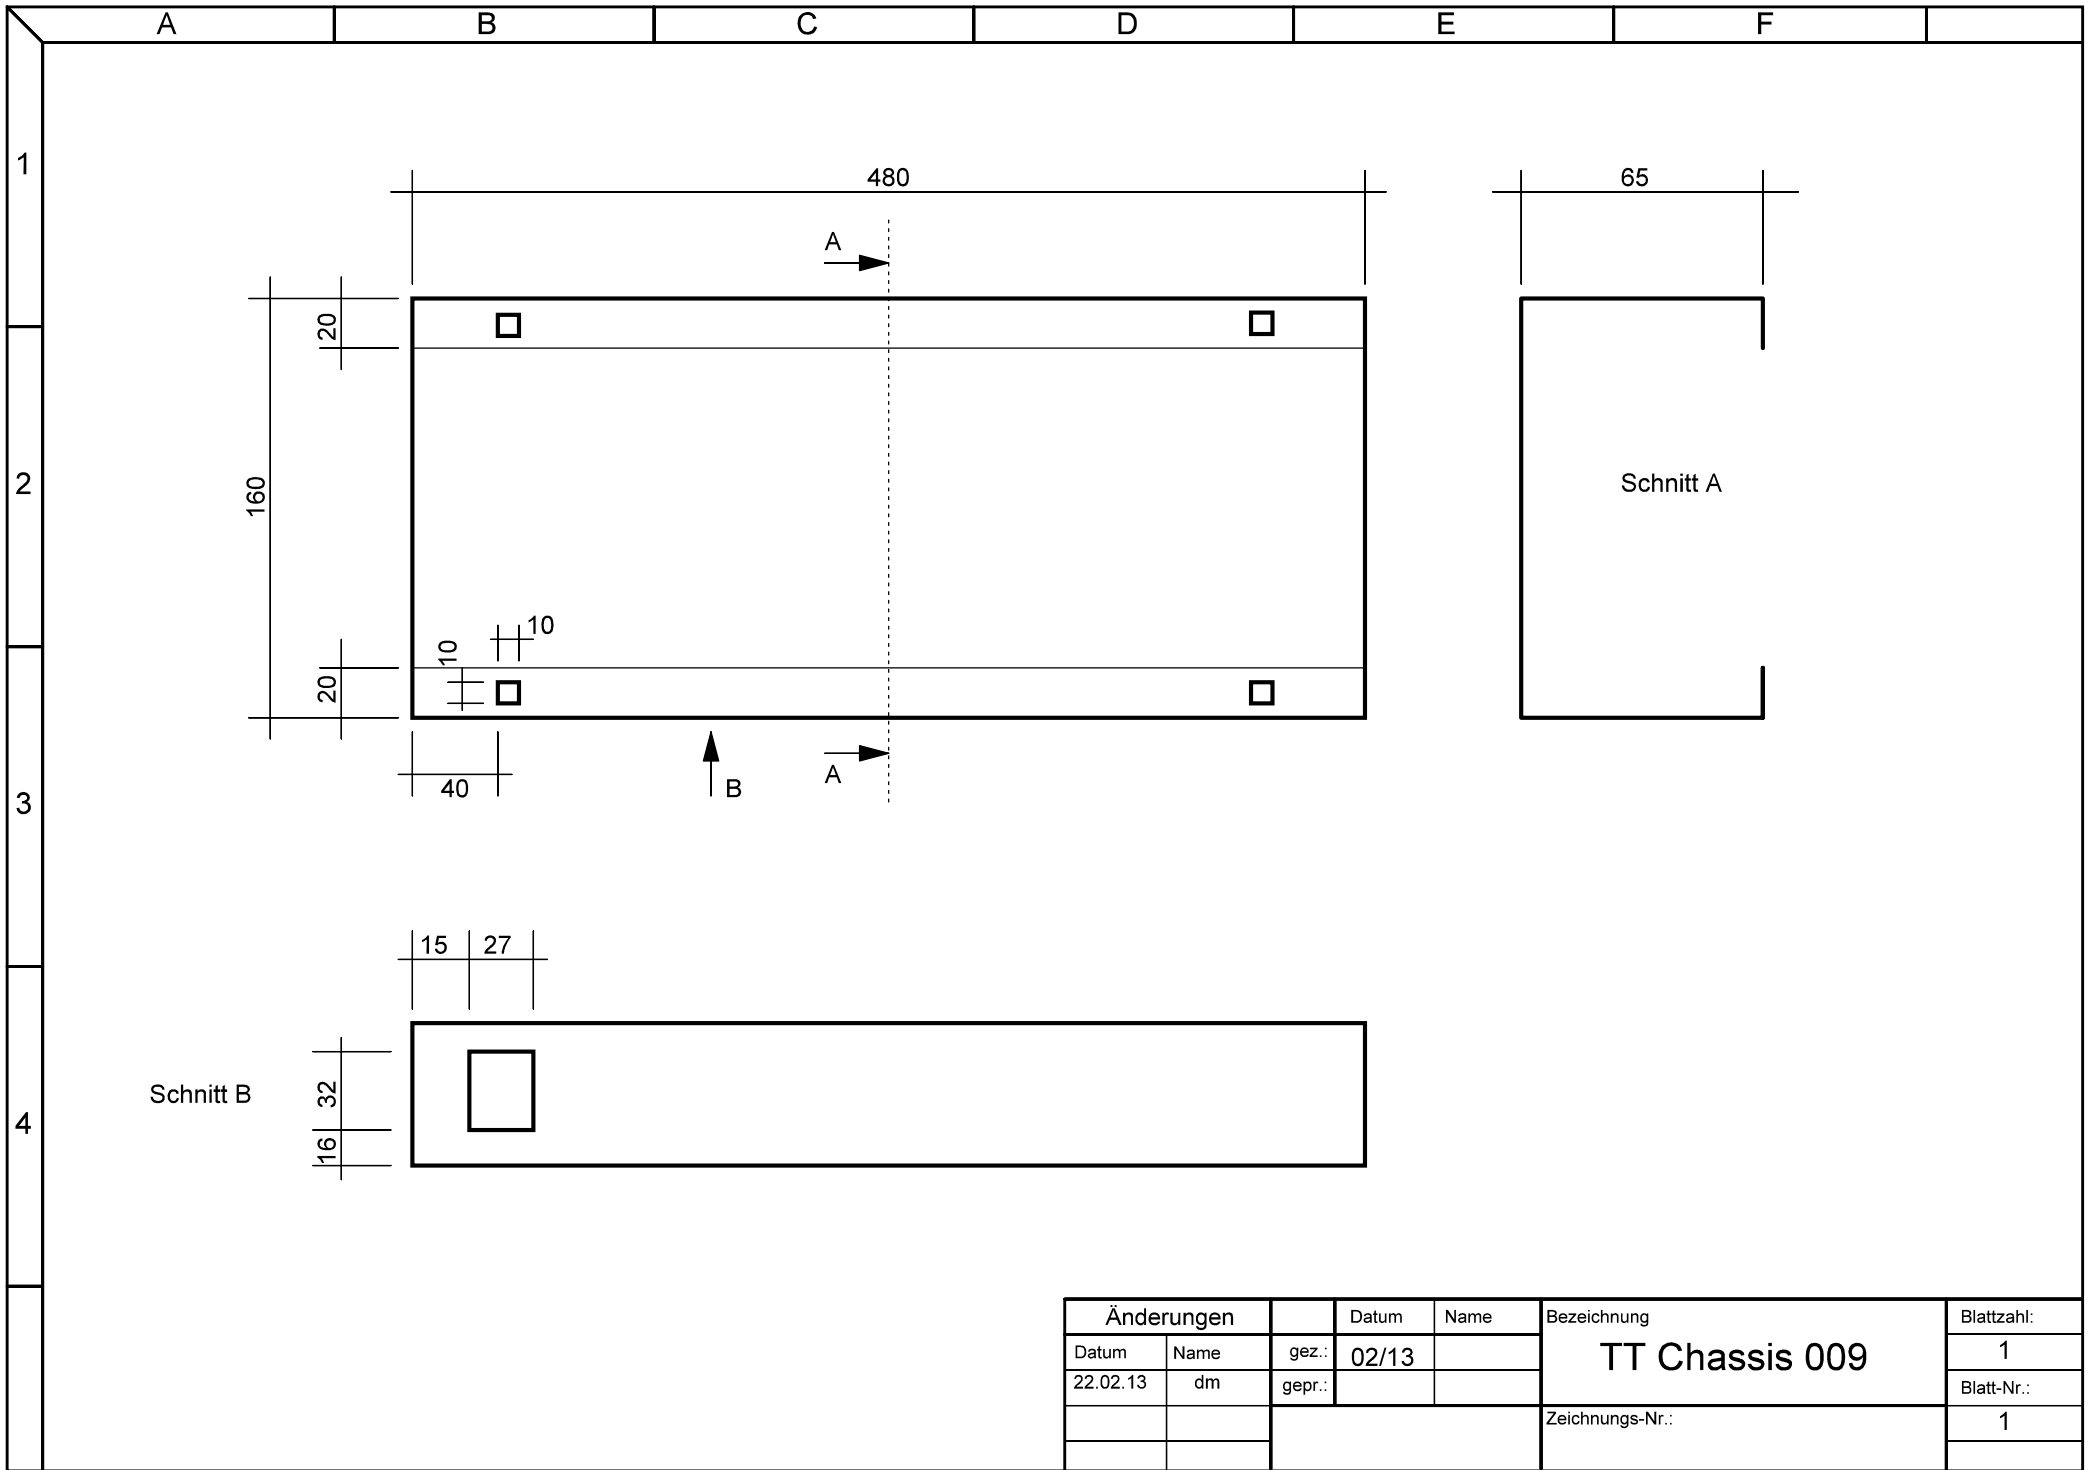 A B C D E F
1
480 65
A
20
2
160
Schnitt A
10
10
20
40
B
A
3
15 27
Schnitt B
32
16
4
Änderungen Datum Name Bezeichnung Blattzahl:
Datum Name gez.: 02/13 TT Chassis 009 1
22.02.13 dm gepr.: Blatt-Nr.:
Zeichnungs-Nr.: 1